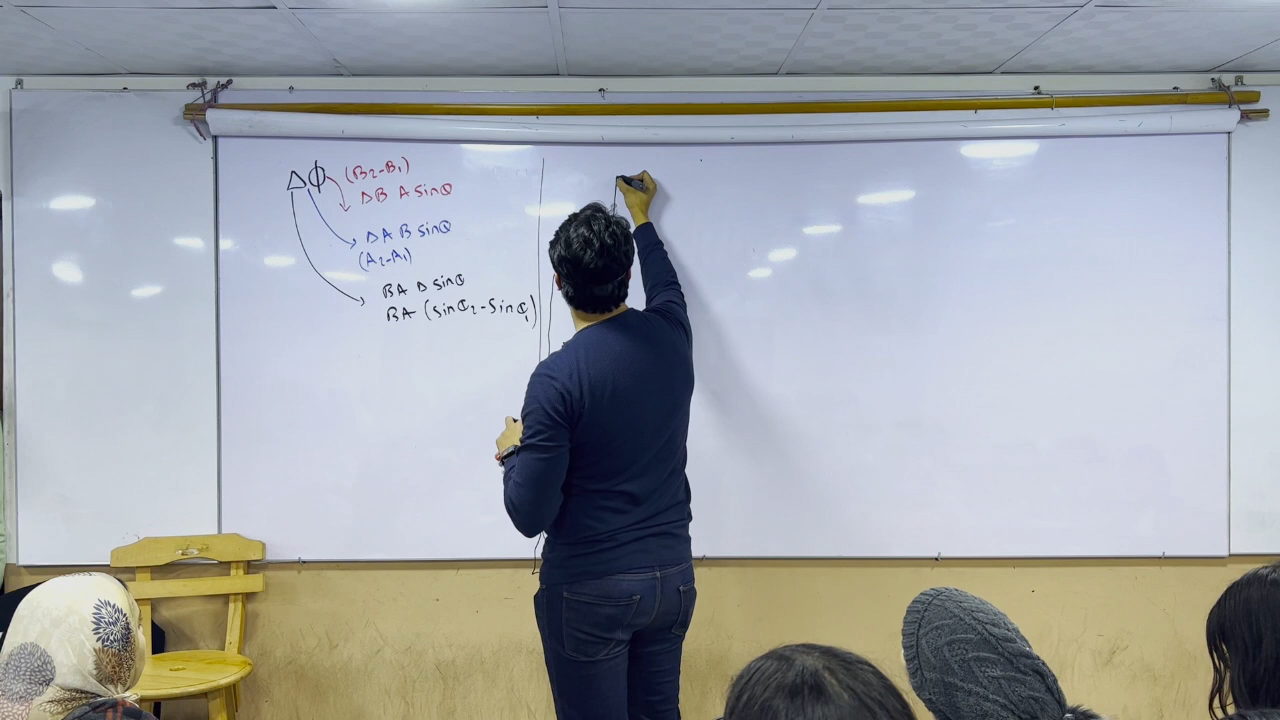 ΔΦ (B₂-B₁)
ΔB A sinθ
ΔA B sinθ
(A₂-A₁)
BA Δ sinθ
BA (sinθ₂-sinθ₁)